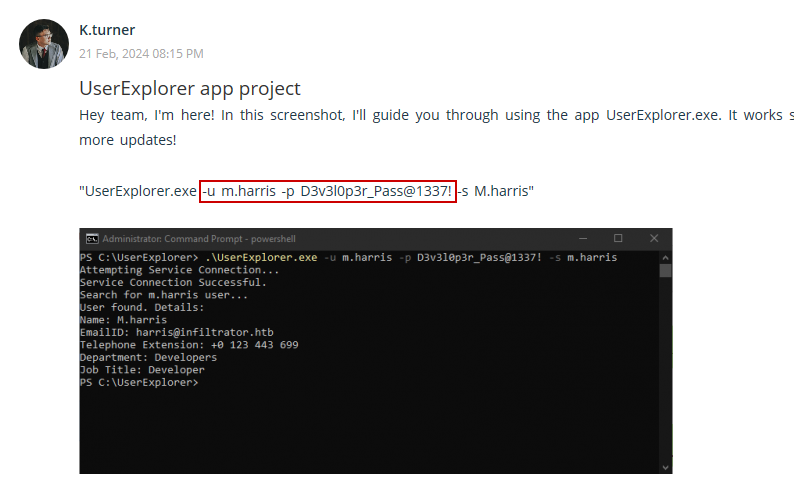 K.turner
21 Feb, 2024 08:15 PM
UserExplorer app project
Hey team, I'm here! In this screenshot, I'll guide you through using the app UserExplorer.exe. It works s
more updates!
"UserExplorer.exe -u m.harris -p D3v3l0p3r_Pass@1337! -s M.harris"
Administrator: Command Prompt - powershell
PS C:\UserExplorer> .\UserExplorer.exe -u m.harris -p D3v3l0p3r_Pass@1337! -s m.harris
Attempting Service Connection...
Service Connection Successful.
Search for m.harris user...
User found. Details:
Name: M.harris
EmailID: harris@infiltrator.htb
Telephone Extension: +0 123 443 699
Department: Developers
Job Title: Developer
PS C:\UserExplorer>